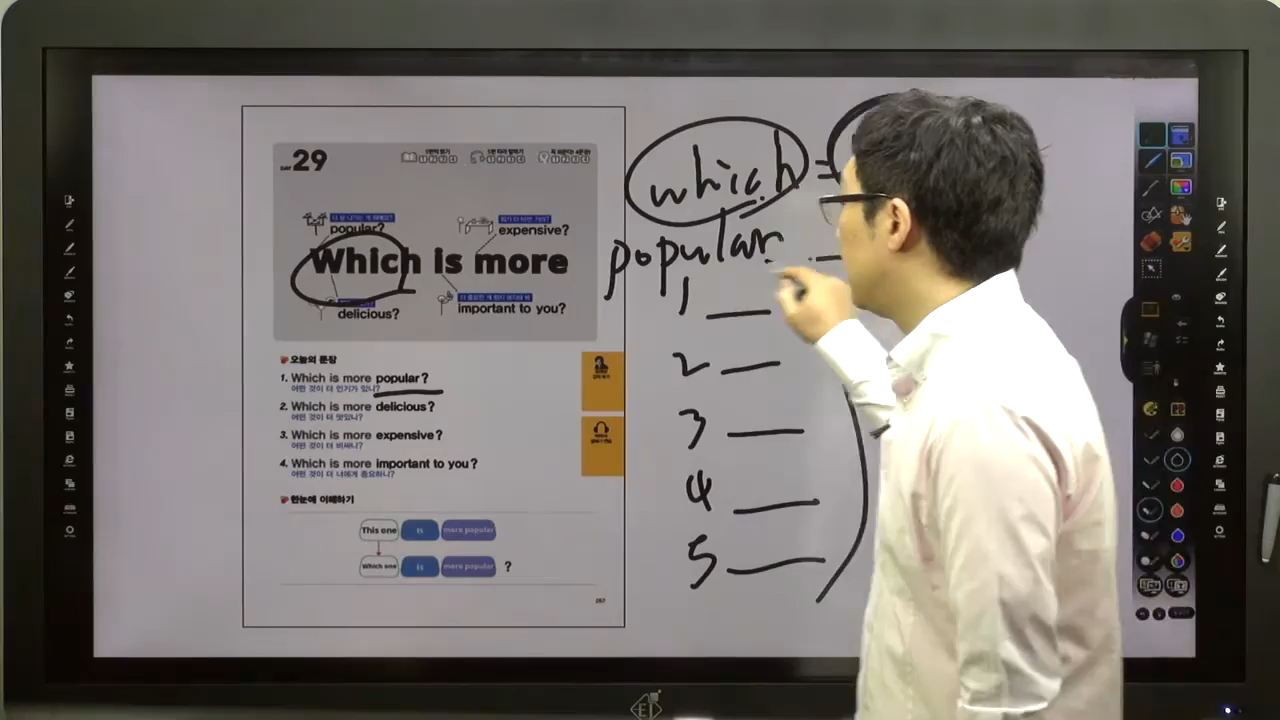 DAY 29
popular?
expensive?
Which is more
delicious?
important to you?
오늘의 문장
1. Which is more popular?
어떤 것이 더 인기가 있니?
2. Which is more delicious?
어떤 것이 더 맛있니?
3. Which is more expensive?
어떤 것이 더 비싸니?
4. Which is more important to you?
어떤 것이 더 너에게 중요하니?
한눈에 이해하기
This one is more popular
Which one is more popular ?
which =
popular
1
2
3
4
5